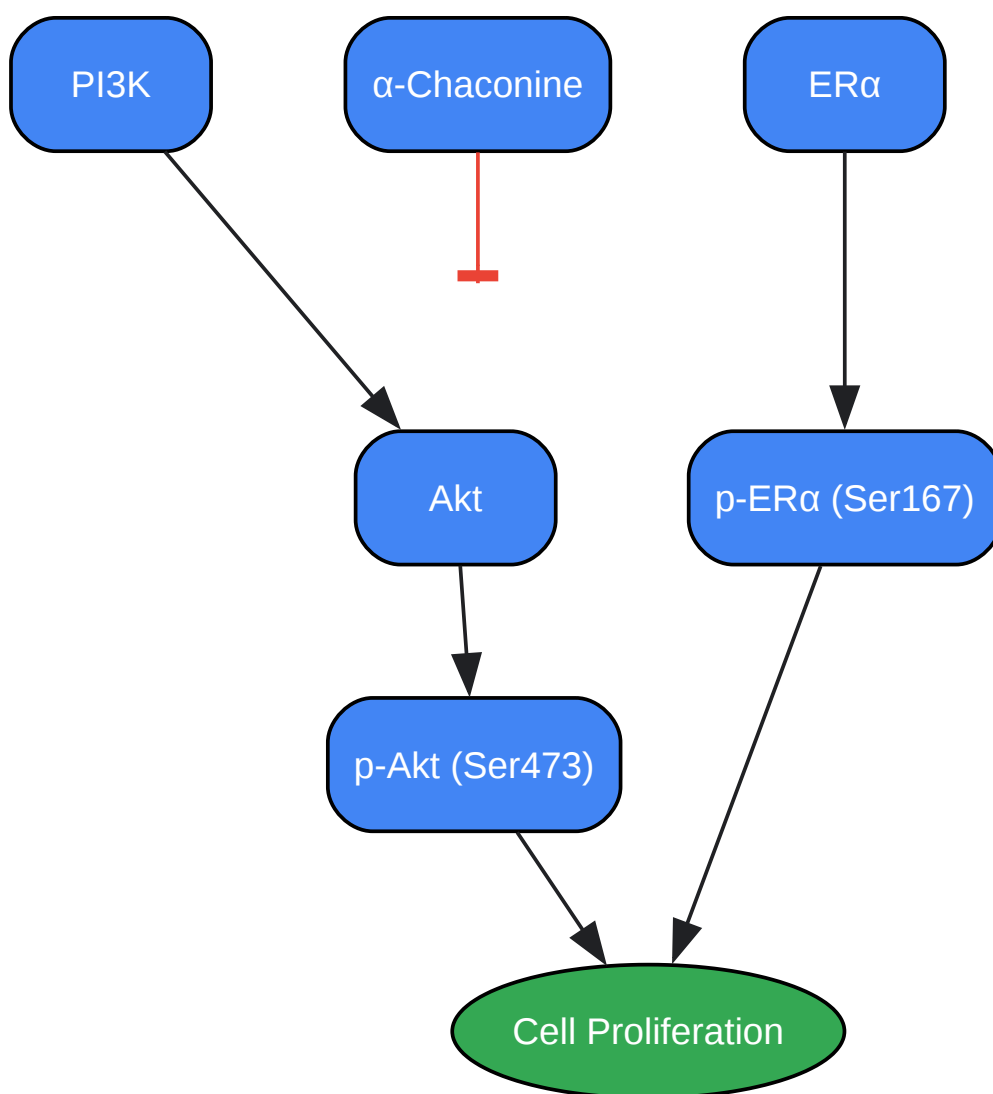 PI3K
α-Chaconine
ERα
Akt
p-ERα (Ser167)
p-Akt (Ser473)
Cell Proliferation